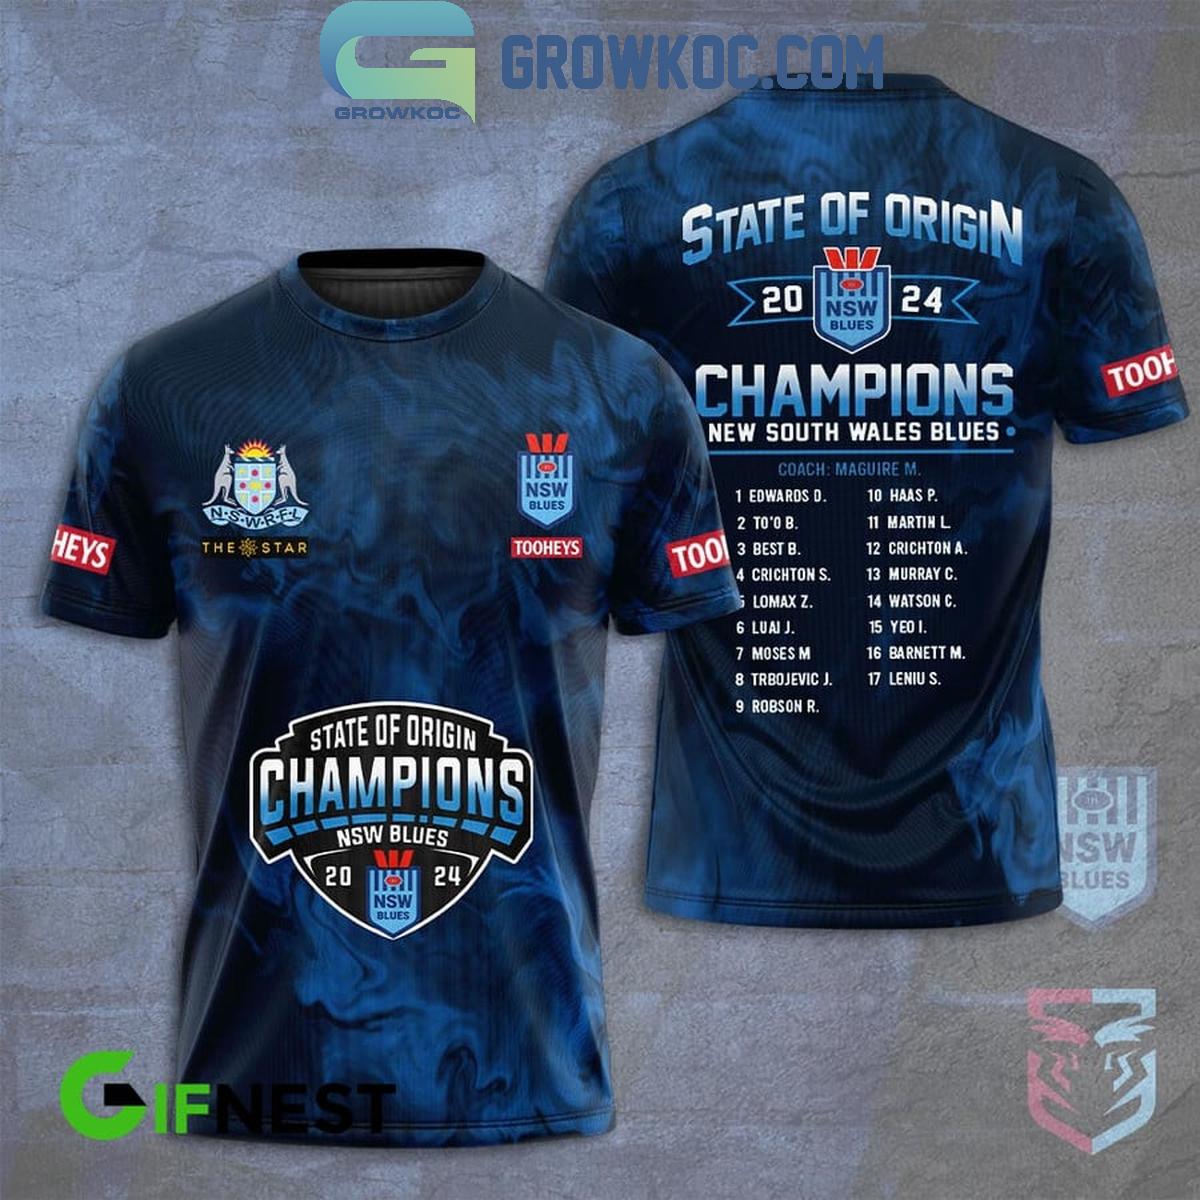 GROWKOC
GROWKOC.COM
N·S·W·R·F·L
THE STAR
NSW
BLUES
TOOHEYS
HEYS
TOOH
STATE OF ORIGIN
CHAMPIONS
NSW BLUES
20 24
NSW
BLUES
STATE OF ORIGIN
20 24
NSW
BLUES
CHAMPIONS
NEW SOUTH WALES BLUES
COACH: MAGUIRE M.
1 EDWARDS D.
2 TO'O B.
3 BEST B.
4 CRICHTON S.
5 LOMAX Z.
6 LUAI J.
7 MOSES M
8 TRBOJEVIC J.
9 ROBSON R.
10 HAAS P.
11 MARTIN L.
12 CRICHTON A.
13 MURRAY C.
14 WATSON C.
15 YEO I.
16 BARNETT M.
17 LENIU S.
TOOH
NSW
BLUES
GIFNEST